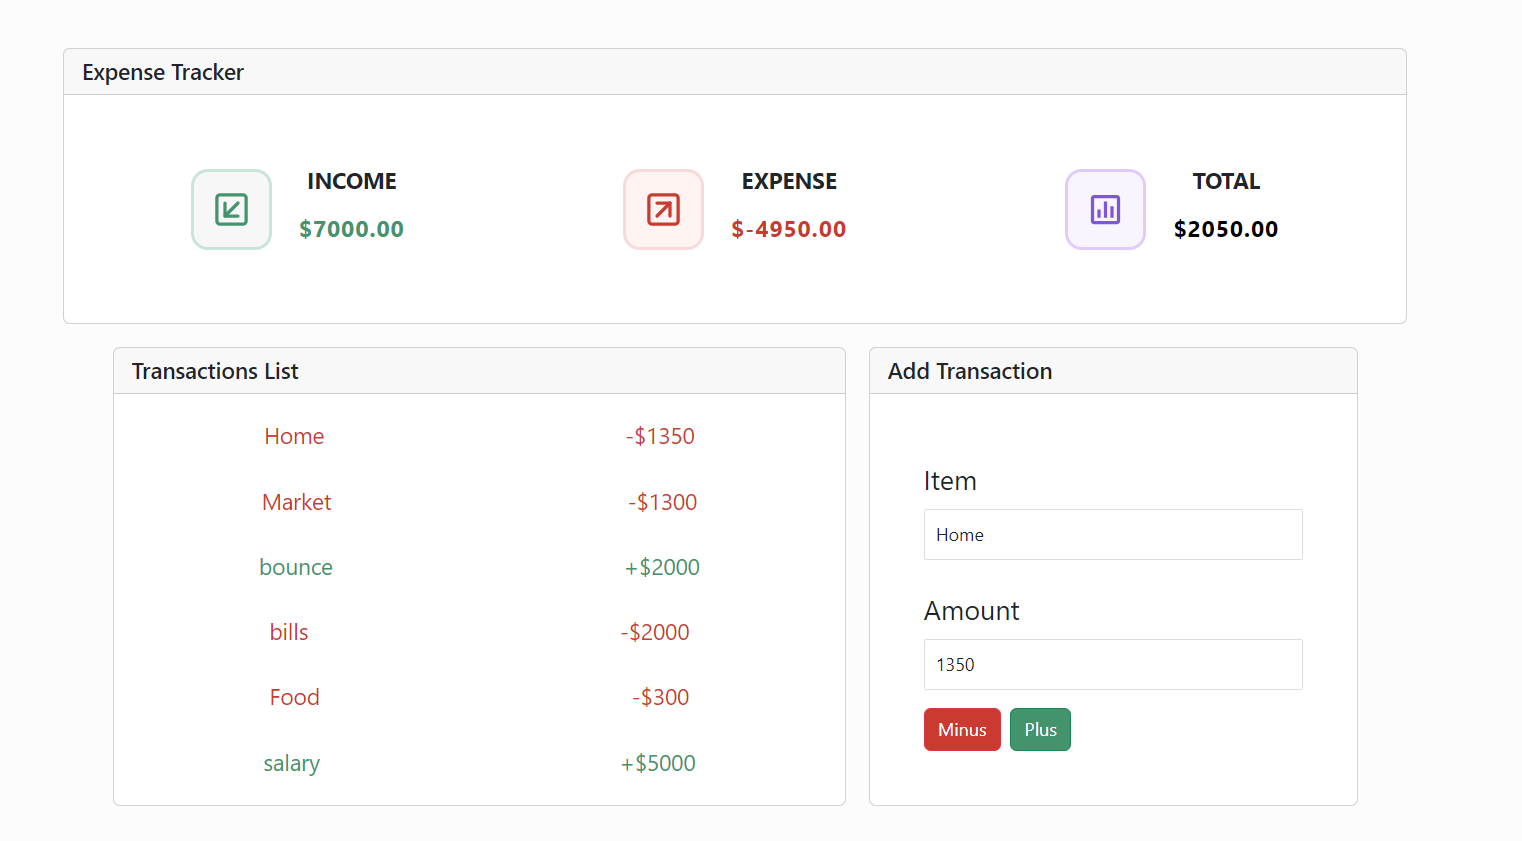 Expense Tracker
INCOME
$7000.00
EXPENSE
$-4950.00
TOTAL
$2050.00
Transactions List
Home -$1350
Market -$1300
bounce +$2000
bills -$2000
Food -$300
salary +$5000
Add Transaction
Item
Home
Amount
1350
Minus Plus